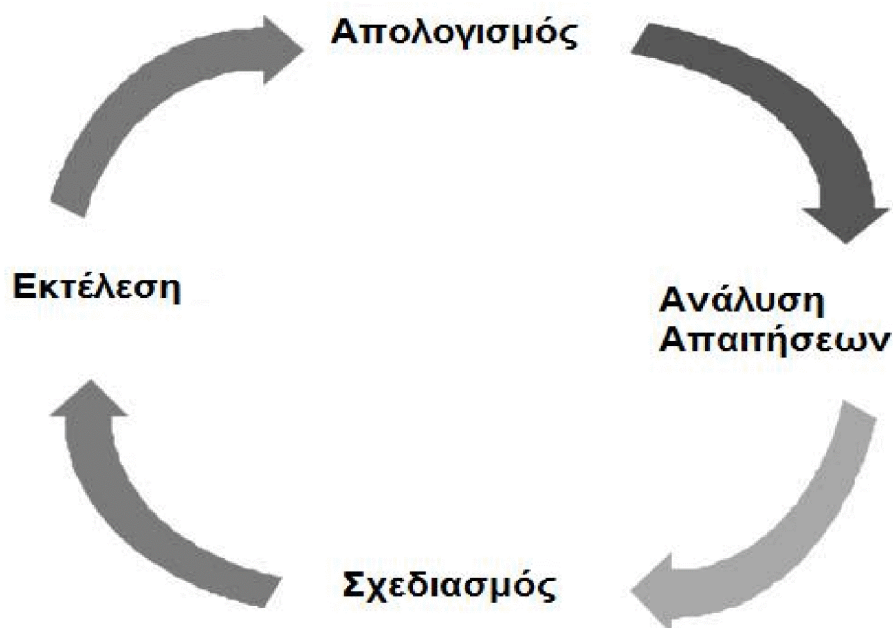 Απολογισμός
Εκτέλεση
Ανάλυση
Απαιτήσεων
Σχεδιασμός